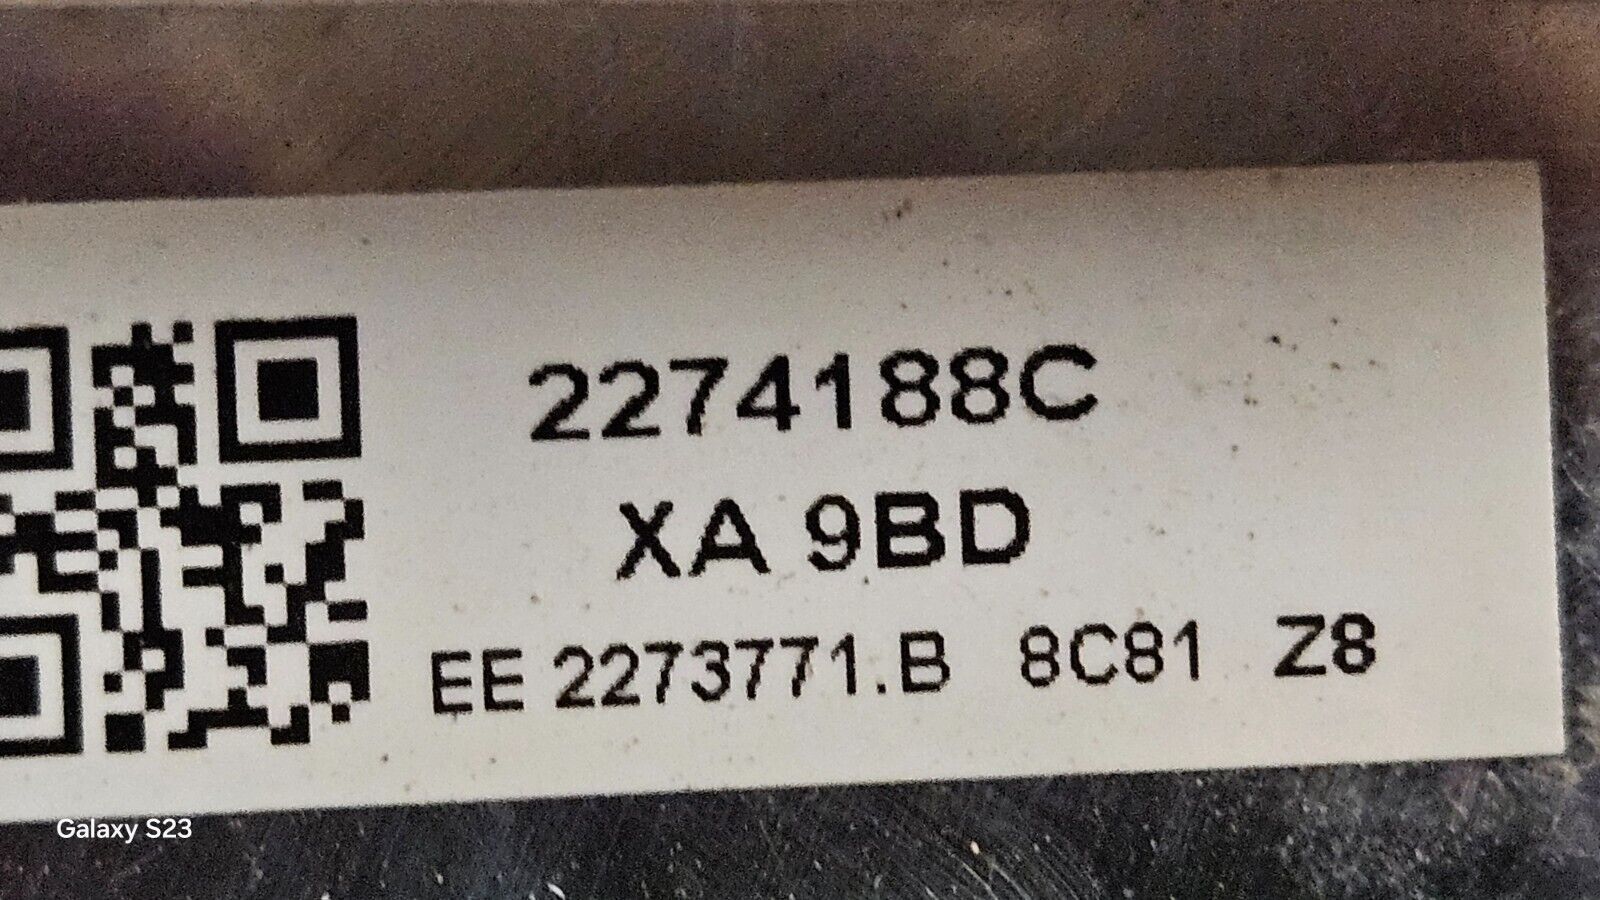 2274188C
XA 9BD
EE 2273771.B 8C81 Z8
Galaxy S23